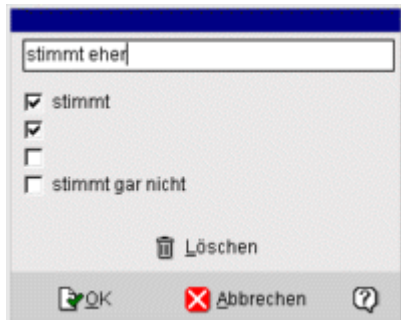 stimmt eher
stimmt
stimmt gar nicht
Löschen
OK Abbrechen